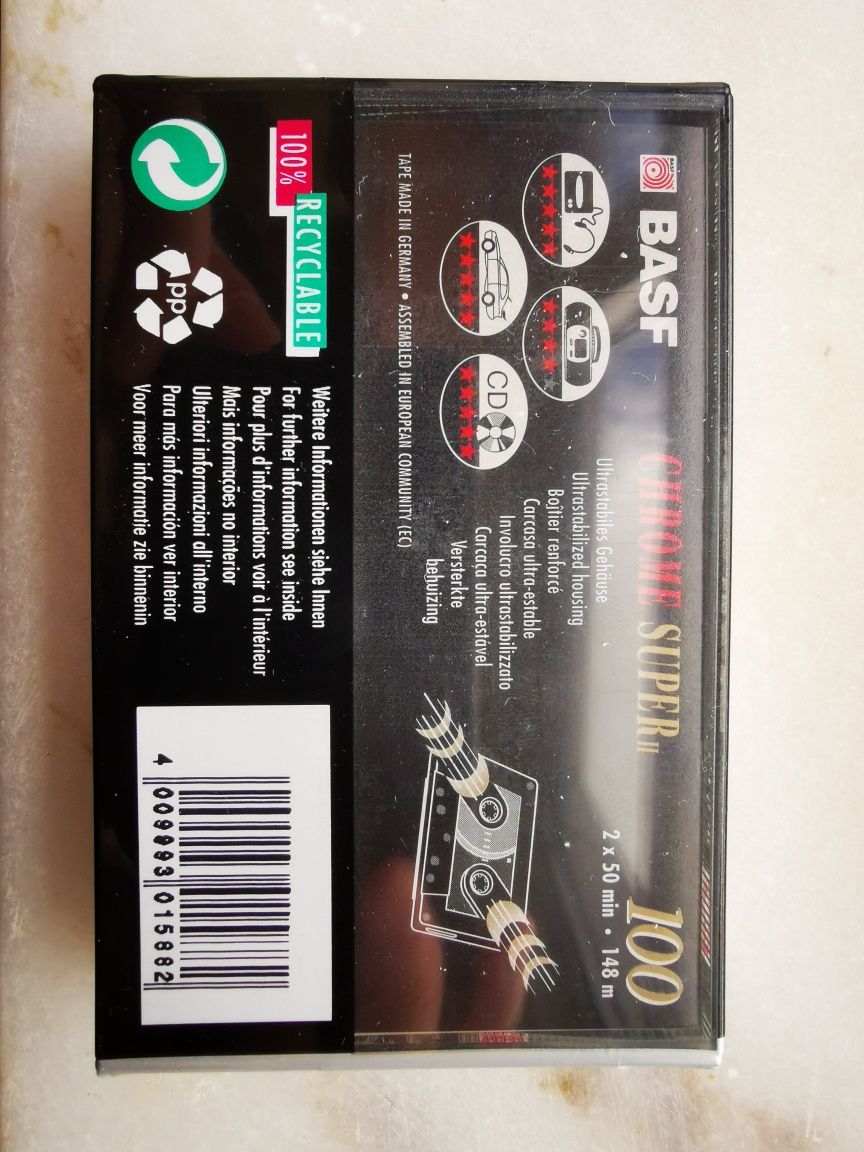 BASF
CHROME SUPER II
100
2 x 50 min • 148 m
Ultrastabiles Gehäuse
Ultrastabilized housing
Boîtier renforcé
Carcasa ultra-estable
Involucro ultrastabilizzato
Carcaça ultra-estável
Versterkte
behuizing
CD
TAPE MADE IN GERMANY • ASSEMBLED IN EUROPEAN COMMUNITY (EC)
100%
RECYCLABLE
PP
Weitere Informationen siehe Innen
For further information see inside
Pour plus d'informations voir à l'intérieur
Mais informações no interior
Ulteriori informazioni all'interno
Para más información ver interior
Voor meer informatie zie binnenin
4 009993 015882